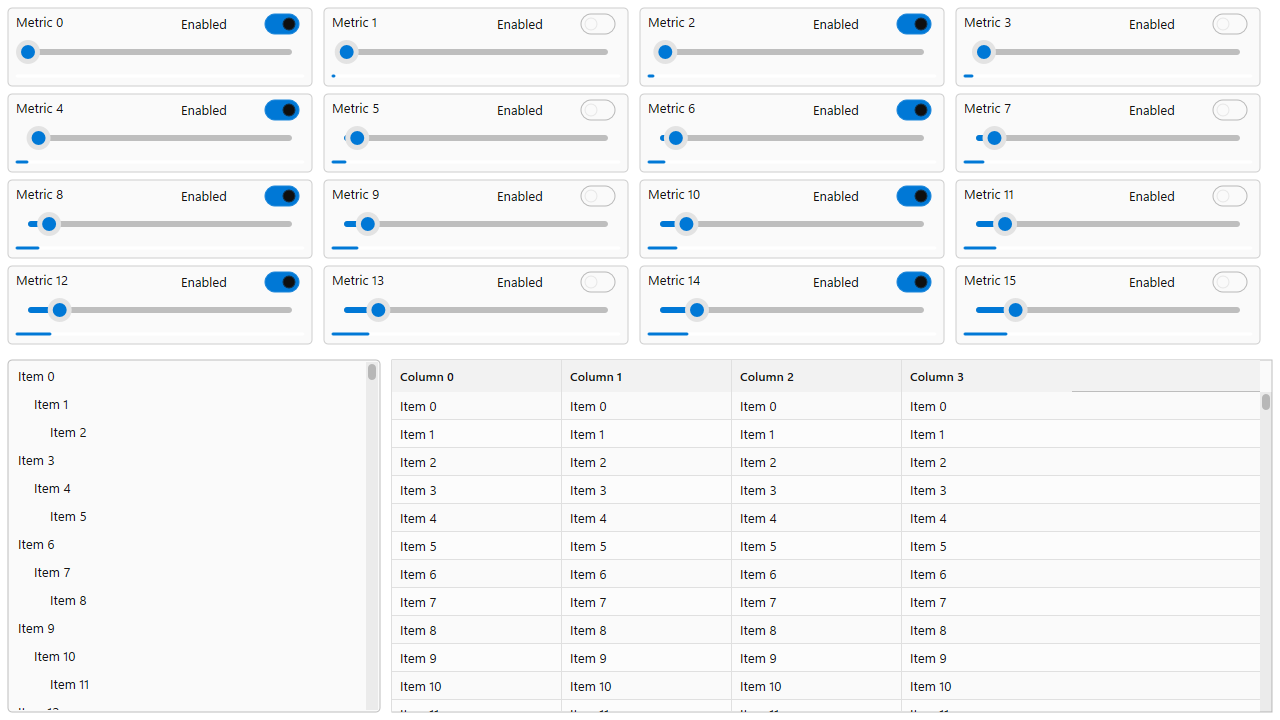 Metric 0 Enabled Metric 1 Enabled Metric 2 Enabled Metric 3 Enabled
Metric 4 Enabled Metric 5 Enabled Metric 6 Enabled Metric 7 Enabled
Metric 8 Enabled Metric 9 Enabled Metric 10 Enabled Metric 11 Enabled
Metric 12 Enabled Metric 13 Enabled Metric 14 Enabled Metric 15 Enabled
Item 0
Item 1
Item 2
Item 3
Item 4
Item 5
Item 6
Item 7
Item 8
Item 9
Item 10
Item 11
Column 0 Column 1 Column 2 Column 3
Item 0 Item 0 Item 0 Item 0
Item 1 Item 1 Item 1 Item 1
Item 2 Item 2 Item 2 Item 2
Item 3 Item 3 Item 3 Item 3
Item 4 Item 4 Item 4 Item 4
Item 5 Item 5 Item 5 Item 5
Item 6 Item 6 Item 6 Item 6
Item 7 Item 7 Item 7 Item 7
Item 8 Item 8 Item 8 Item 8
Item 9 Item 9 Item 9 Item 9
Item 10 Item 10 Item 10 Item 10